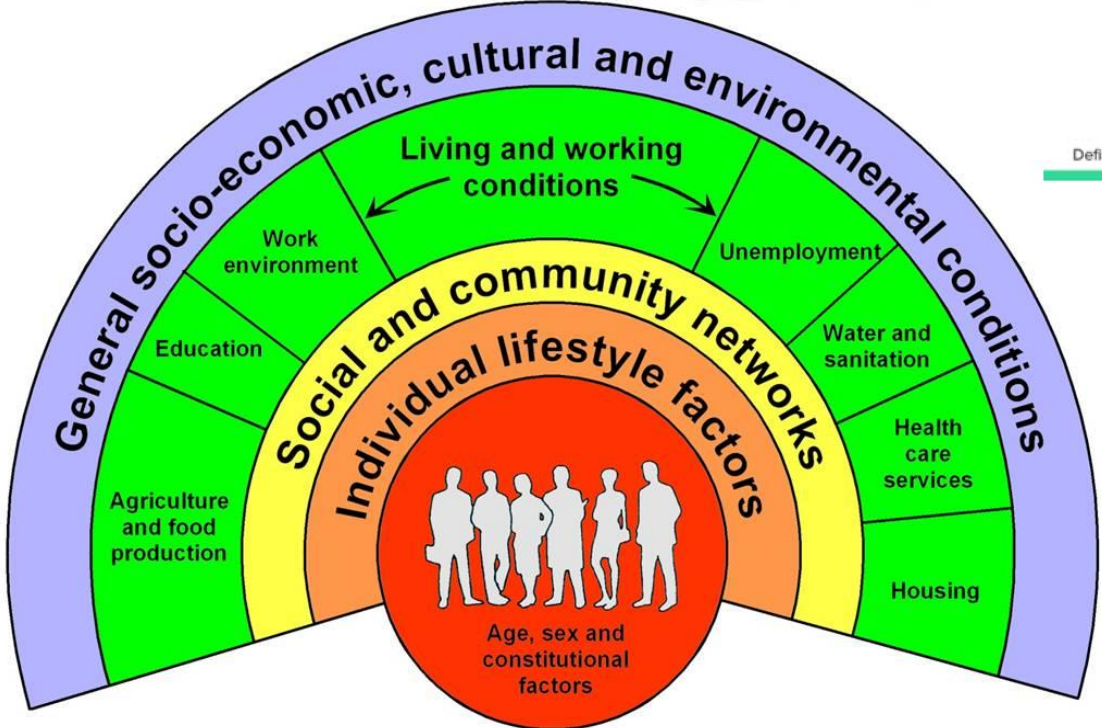 General socio-economic, cultural and environmental conditions
Living and working
conditions
Work
environment
Unemployment
Education
Water and
sanitation
Agriculture
and food
production
Health
care
services
Housing
Social and community networks
Individual lifestyle factors
Age, sex and
constitutional
factors
Defi